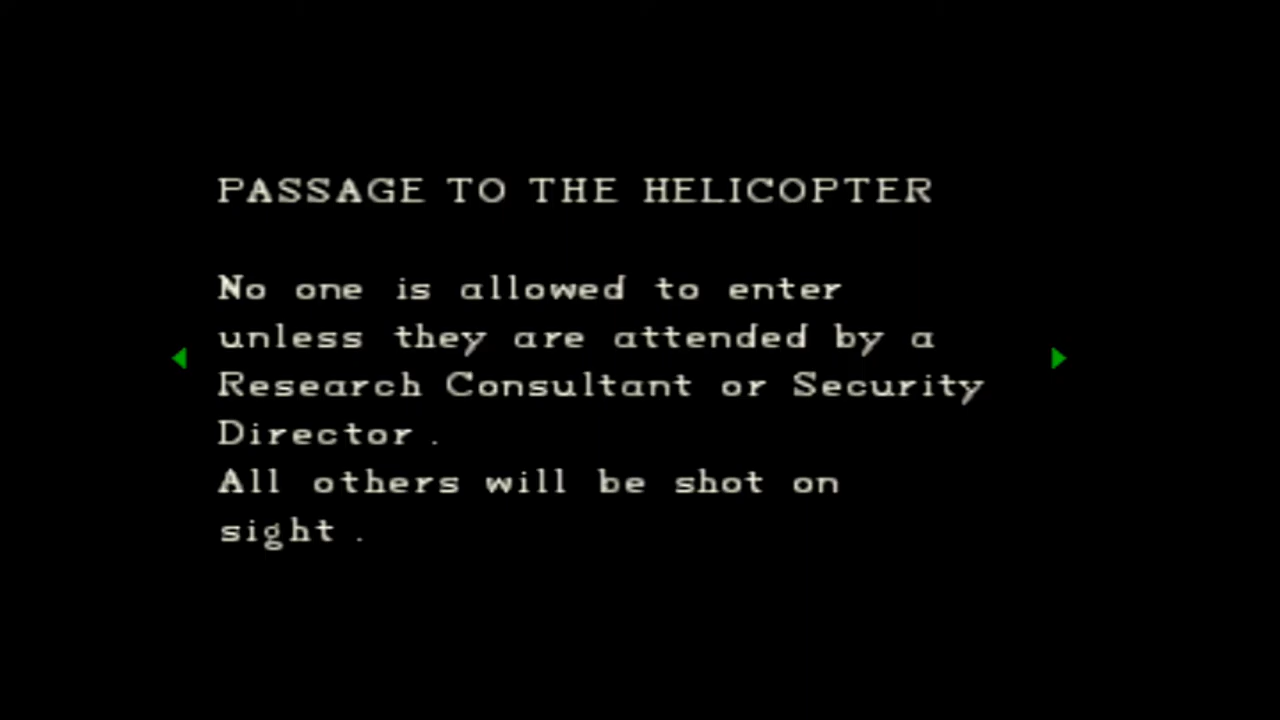 PASSAGE TO THE HELICOPTER
No one is allowed to enter
unless they are attended by a
Research Consultant or Security
Director .
All others will be shot on
sight .